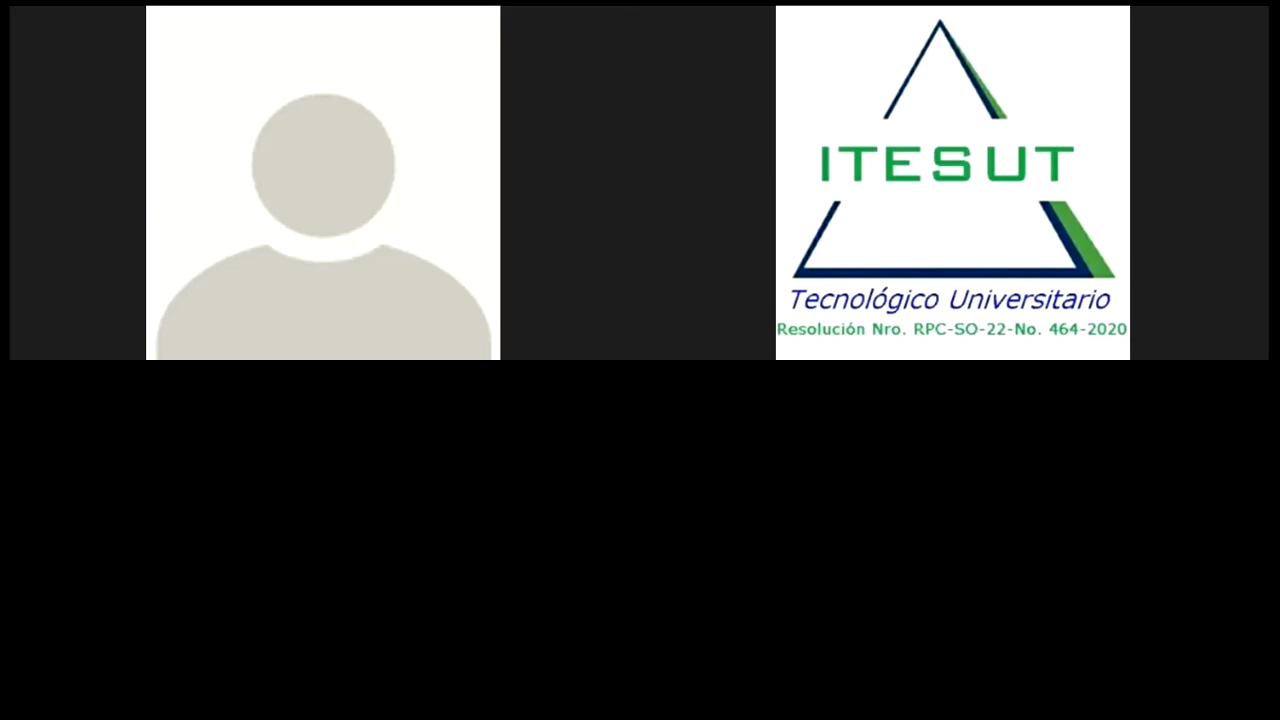 ITESUT
Tecnológico Universitario
Resolución Nro. RPC-SO-22-No. 464-2020